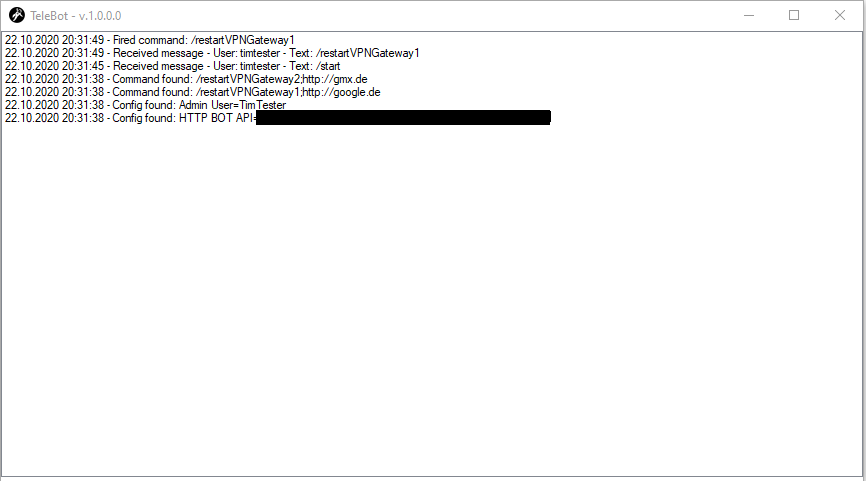 TeleBot - v.1.0.0.0
22.10.2020 20:31:49 - Fired command: /restartVPNGateway1
22.10.2020 20:31:49 - Received message - User: timtester - Text: /restartVPNGateway1
22.10.2020 20:31:45 - Received message - User: timtester - Text: /start
22.10.2020 20:31:38 - Command found: /restartVPNGateway2;http://gmx.de
22.10.2020 20:31:38 - Command found: /restartVPNGateway1;http://google.de
22.10.2020 20:31:38 - Config found: Admin User=TimTester
22.10.2020 20:31:38 - Config found: HTTP BOT API=